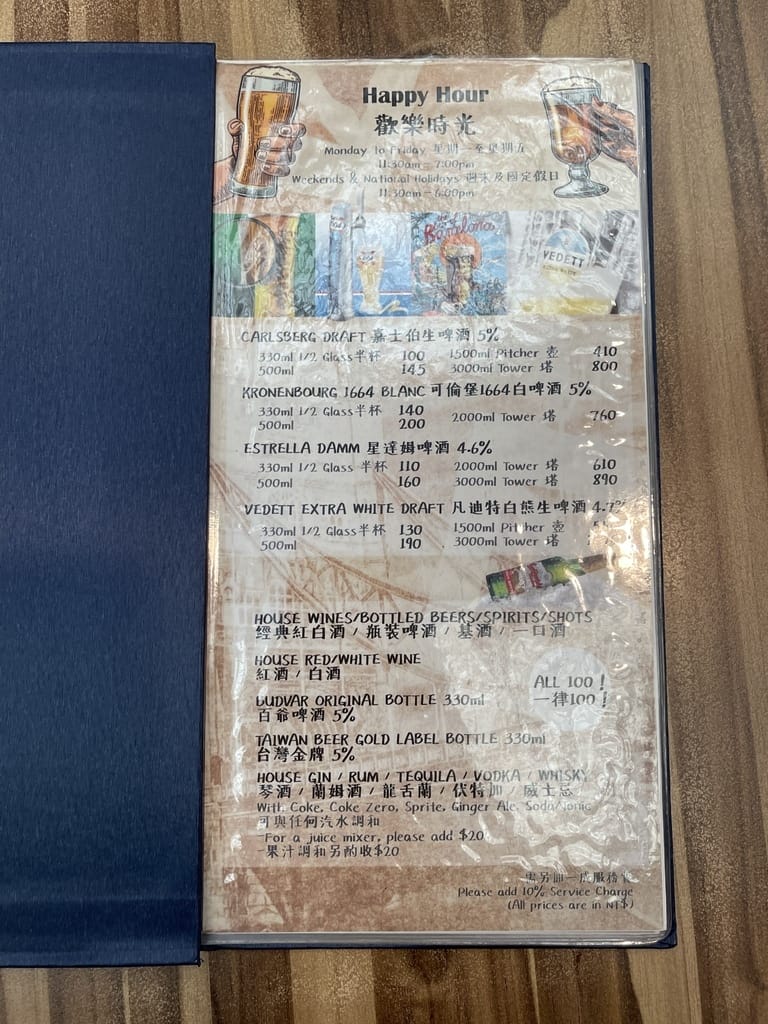 Happy Hour
歡樂時光
Monday to Friday 星期一至星期五
11:30am - 7:00pm
Weekends & National Holidays 週末及國定假日
11:30am - 6:00pm
Barcelona
VEDETT
CARLSBERG DRAFT 嘉士伯生啤酒 5%
330ml 1/2 Glass半杯 100 1500ml Pitcher 壺 410
500ml 145 3000ml Tower 塔 800
KRONENBOURG 1664 BLANC 可倫堡1664白啤酒 5%
330ml 1/2 Glass半杯 140 2000ml Tower 塔 760
500ml 200
ESTRELLA DAMM 星達姆啤酒 4.6%
330ml 1/2 Glass 半杯 110 2000ml Tower 塔 610
500ml 160 3000ml Tower 塔 890
VEDETT EXTRA WHITE DRAFT 凡迪特白熊生啤酒
330ml 1/2 Glass半杯 130 1500ml Pitcher 壺
500ml 190 3000ml Tower 塔
HOUSE WINES/BOTTLED BEERS/SPIRITS/SHOTS
經典紅白酒 / 瓶裝啤酒 / 基酒 / 一口酒
HOUSE RED/WHITE WINE
紅酒 / 白酒
ALL 100!
一律100!
BUDVAR ORIGINAL BOTTLE 330ml
百爺啤酒 5%
TAIWAN BEER GOLD LABEL BOTTLE 330ml
台灣金牌 5%
HOUSE GIN / RUM / TEQUILA / VODKA / WHISKY
琴酒 / 蘭姆酒 / 龍舌蘭 / 伏特加 / 威士忌
With Coke, Coke Zero, Sprite, Ginger Ale, Soda/Tonic
可與任何汽水調和
-For a juice mixer, please add $20
-果汁調和另酌收$20
需另加一成服務費
Please add 10% Service Charge
(All prices are in NT$)